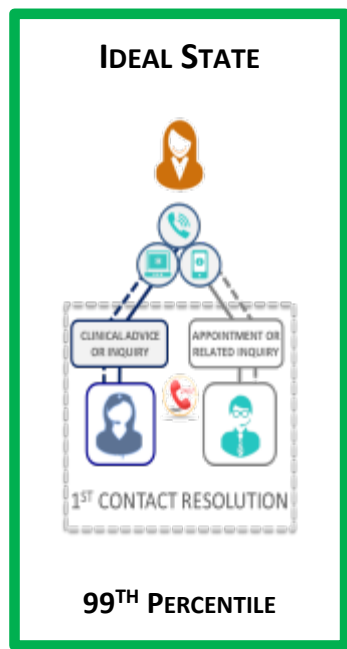 IDEAL STATE
CLINICAL ADVICE
OR INQUIRY
APPOINTMENT OR
RELATED INQUIRY
1ST CONTACT RESOLUTION
99TH PERCENTILE